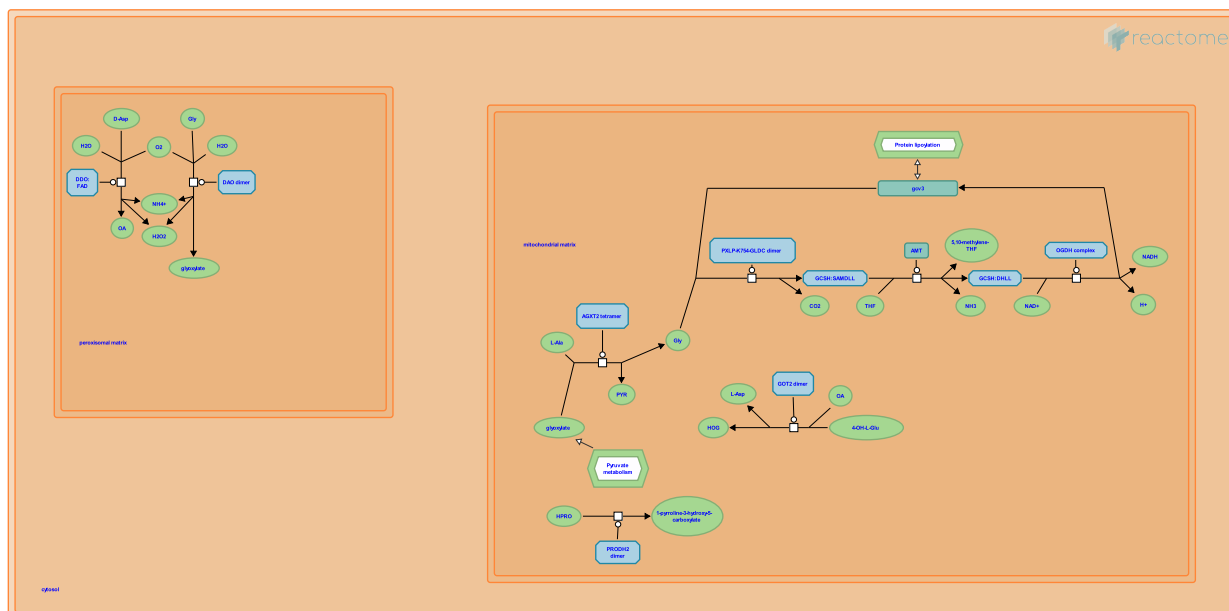 reactome
D-Asp
Gly
H2O
O2
H2O
DDO:
FAD
DAO dimer
NH4+
OA
H2O2
glyoxylate
peroxisomal matrix
Protein lipoylation
gcv3
mitochondrial matrix
PXLP-K754-GLDC dimer
AMT
5,10-methylene-
THF
OGDH complex
NADH
GCSH:SAMDLL
GCSH:DHLL
CO2
THF
NH3
NAD+
H+
AGXT2 tetramer
L-Ala
Gly
PYR
GOT2 dimer
L-Asp
OA
glyoxylate
HOG
4-OH-L-Glu
Pyruvate
metabolism
HPRO
1-pyrroline-3-hydroxy-5-
carboxylate
PRODH2
dimer
cytosol